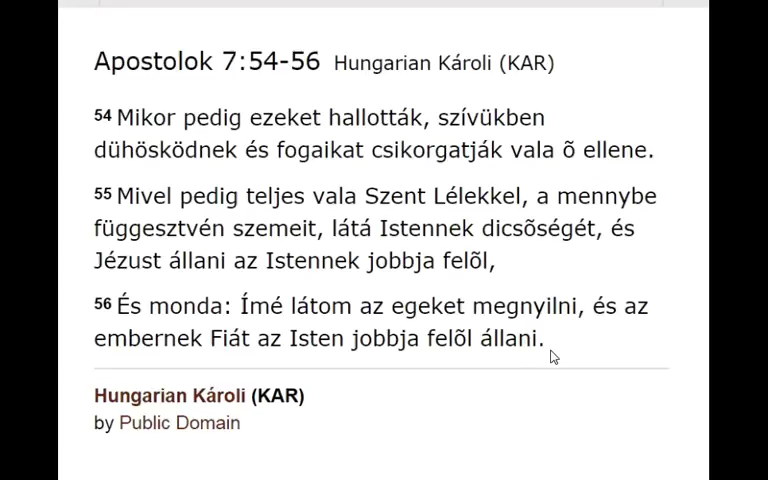 Apostolok 7:54-56 Hungarian Károli (KAR)
54 Mikor pedig ezeket hallották, szívükben
dühösködnek és fogaikat csikorgatják vala õ ellene.
55 Mivel pedig teljes vala Szent Lélekkel, a mennybe
függesztvén szemeit, látá Istennek dicsõségét, és
Jézust állani az Istennek jobbja felõl,
56 És monda: Ímé látom az egeket megnyilni, és az
embernek Fiát az Isten jobbja felõl állani.
Hungarian Károli (KAR)
by Public Domain